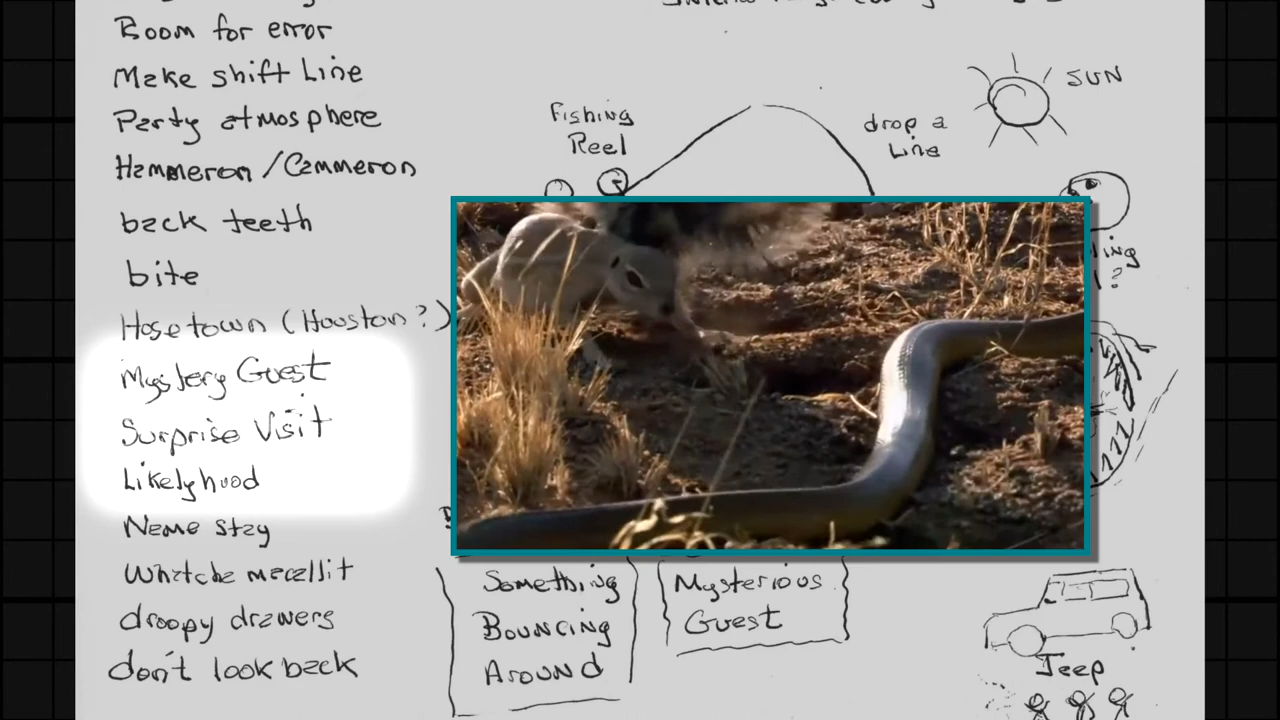 Room for error
Make shift Line
Party atmosphere
Hammeron / Cammeron
back teeth
bite
Hosetown (Houston?)
Mystery Guest
Surprise Visit
Likelyhood
Name stay
Whatcha macallit
droopy drawers
don't look back
Fishing
Reel
drop a
Line
SUN
Something
Bouncing
Around
Mysterious
Guest
Jeep